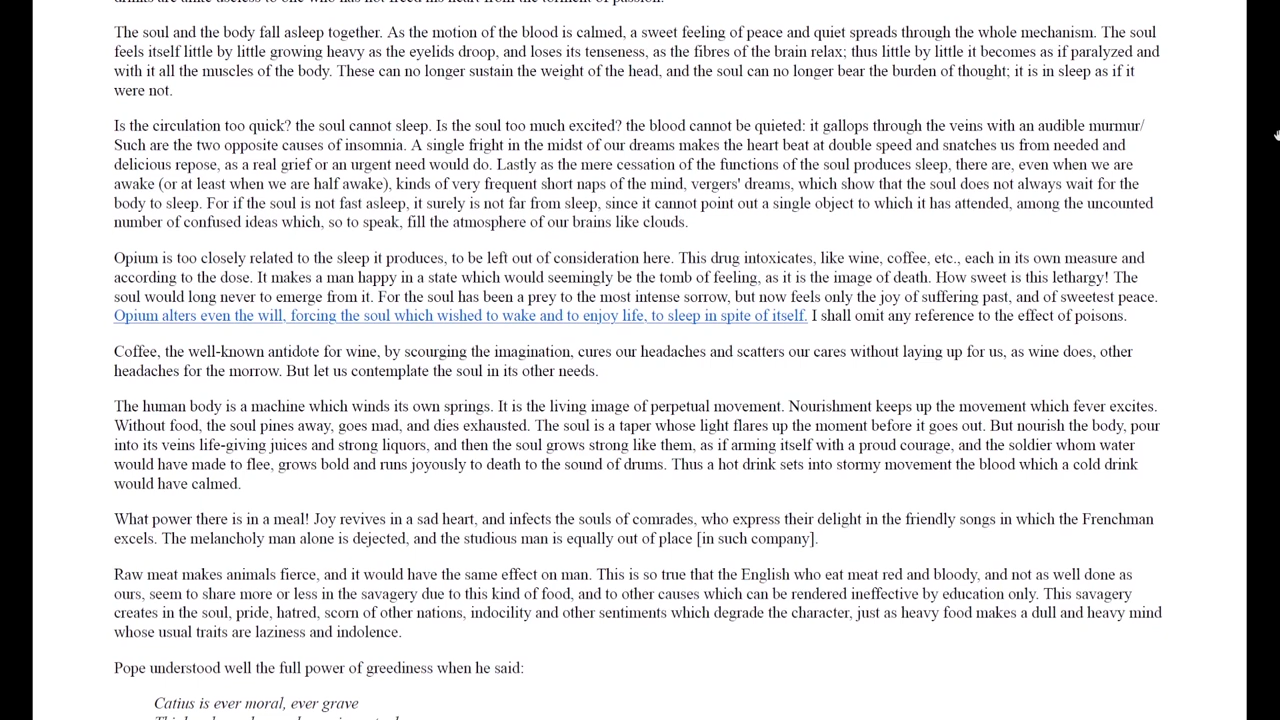 drinks are alike useless to one who has not freed his heart from the torment of passion.
The soul and the body fall asleep together. As the motion of the blood is calmed, a sweet feeling of peace and quiet spreads through the whole mechanism. The soul
feels itself little by little growing heavy as the eyelids droop, and loses its tenseness, as the fibres of the brain relax; thus little by little it becomes as if paralyzed and
with it all the muscles of the body. These can no longer sustain the weight of the head, and the soul can no longer bear the burden of thought; it is in sleep as if it
were not.
Is the circulation too quick? the soul cannot sleep. Is the soul too much excited? the blood cannot be quieted: it gallops through the veins with an audible murmur/
Such are the two opposite causes of insomnia. A single fright in the midst of our dreams makes the heart beat at double speed and snatches us from needed and
delicious repose, as a real grief or an urgent need would do. Lastly as the mere cessation of the functions of the soul produces sleep, there are, even when we are
awake (or at least when we are half awake), kinds of very frequent short naps of the mind, vergers' dreams, which show that the soul does not always wait for the
body to sleep. For if the soul is not fast asleep, it surely is not far from sleep, since it cannot point out a single object to which it has attended, among the uncounted
number of confused ideas which, so to speak, fill the atmosphere of our brains like clouds.
Opium is too closely related to the sleep it produces, to be left out of consideration here. This drug intoxicates, like wine, coffee, etc., each in its own measure and
according to the dose. It makes a man happy in a state which would seemingly be the tomb of feeling, as it is the image of death. How sweet is this lethargy! The
soul would long never to emerge from it. For the soul has been a prey to the most intense sorrow, but now feels only the joy of suffering past, and of sweetest peace.
Opium alters even the will, forcing the soul which wished to wake and to enjoy life, to sleep in spite of itself. I shall omit any reference to the effect of poisons.
Coffee, the well-known antidote for wine, by scourging the imagination, cures our headaches and scatters our cares without laying up for us, as wine does, other
headaches for the morrow. But let us contemplate the soul in its other needs.
The human body is a machine which winds its own springs. It is the living image of perpetual movement. Nourishment keeps up the movement which fever excites.
Without food, the soul pines away, goes mad, and dies exhausted. The soul is a taper whose light flares up the moment before it goes out. But nourish the body, pour
into its veins life-giving juices and strong liquors, and then the soul grows strong like them, as if arming itself with a proud courage, and the soldier whom water
would have made to flee, grows bold and runs joyously to death to the sound of drums. Thus a hot drink sets into stormy movement the blood which a cold drink
would have calmed.
What power there is in a meal! Joy revives in a sad heart, and infects the souls of comrades, who express their delight in the friendly songs in which the Frenchman
excels. The melancholy man alone is dejected, and the studious man is equally out of place [in such company].
Raw meat makes animals fierce, and it would have the same effect on man. This is so true that the English who eat meat red and bloody, and not as well done as
ours, seem to share more or less in the savagery due to this kind of food, and to other causes which can be rendered ineffective by education only. This savagery
creates in the soul, pride, hatred, scorn of other nations, indocility and other sentiments which degrade the character, just as heavy food makes a dull and heavy mind
whose usual traits are laziness and indolence.
Pope understood well the full power of greediness when he said:
Catius is ever moral, ever grave